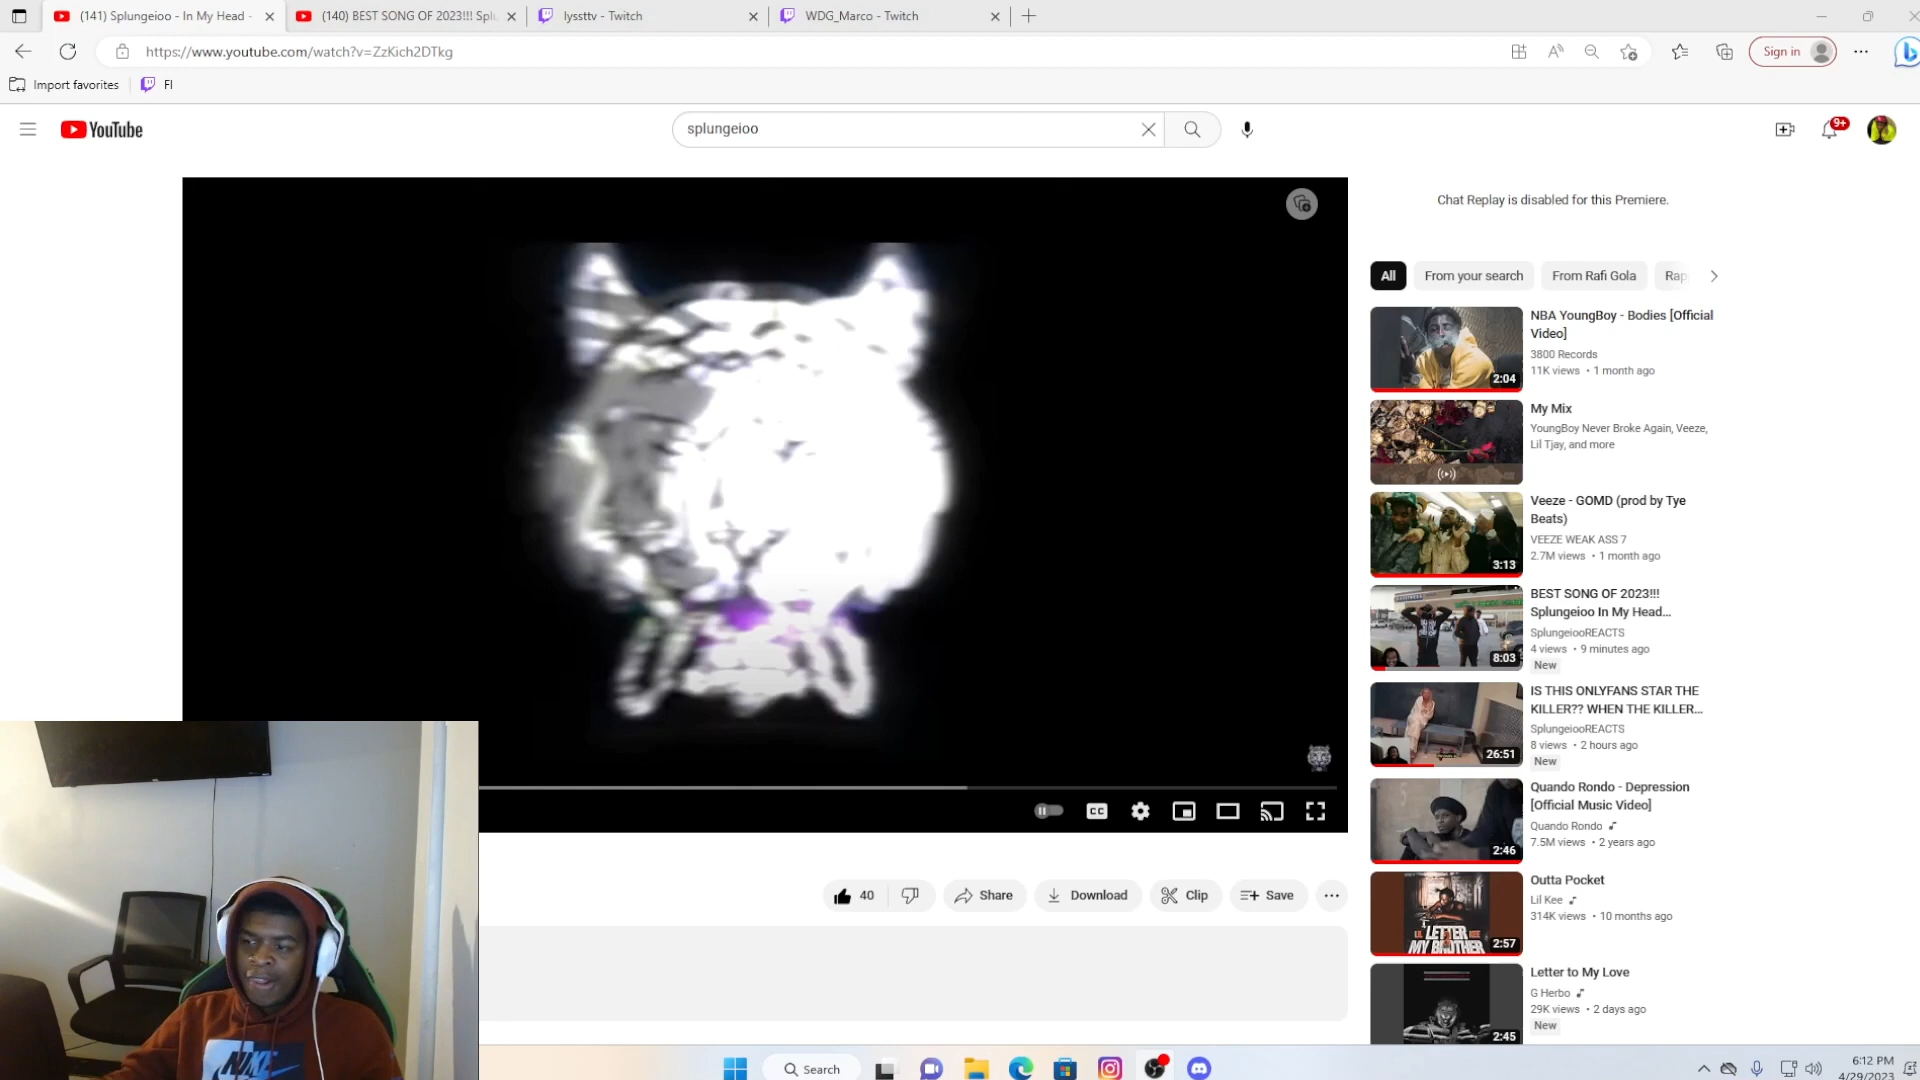 (141) Splungeioo - In My Head -
(140) BEST SONG OF 2023!!! Splu
lyssttv - Twitch
WDG_Marco - Twitch
https://www.youtube.com/watch?v=ZzKich2DTkg
Sign in
Import favorites
FI
YouTube
splungeioo
9+
Chat Replay is disabled for this Premiere.
All
From your search
From Rafi Gola
Rap
NBA YoungBoy - Bodies [Official
Video]
3800 Records
11K views • 1 month ago
2:04
My Mix
YoungBoy Never Broke Again, Veeze,
Lil Tjay, and more
Veeze - GOMD (prod by Tye
Beats)
VEEZE WEAK ASS 7
2.7M views • 1 month ago
3:13
BEST SONG OF 2023!!!
Splungeioo In My Head...
SplungeiooREACTS
4 views • 9 minutes ago
New
8:03
IS THIS ONLYFANS STAR THE
KILLER?? WHEN THE KILLER...
SplungeiooREACTS
8 views • 2 hours ago
New
26:51
Quando Rondo - Depression
[Official Music Video]
Quando Rondo
7.5M views • 2 years ago
2:46
Outta Pocket
Lil Kee
314K views • 10 months ago
LIL KEE
LETTER
MY BROTHER
2:57
Letter to My Love
G Herbo
29K views • 2 days ago
New
2:45
CC
40
Share
Download
Clip
Save
NIKE
Search
6:12 PM
4/29/2023